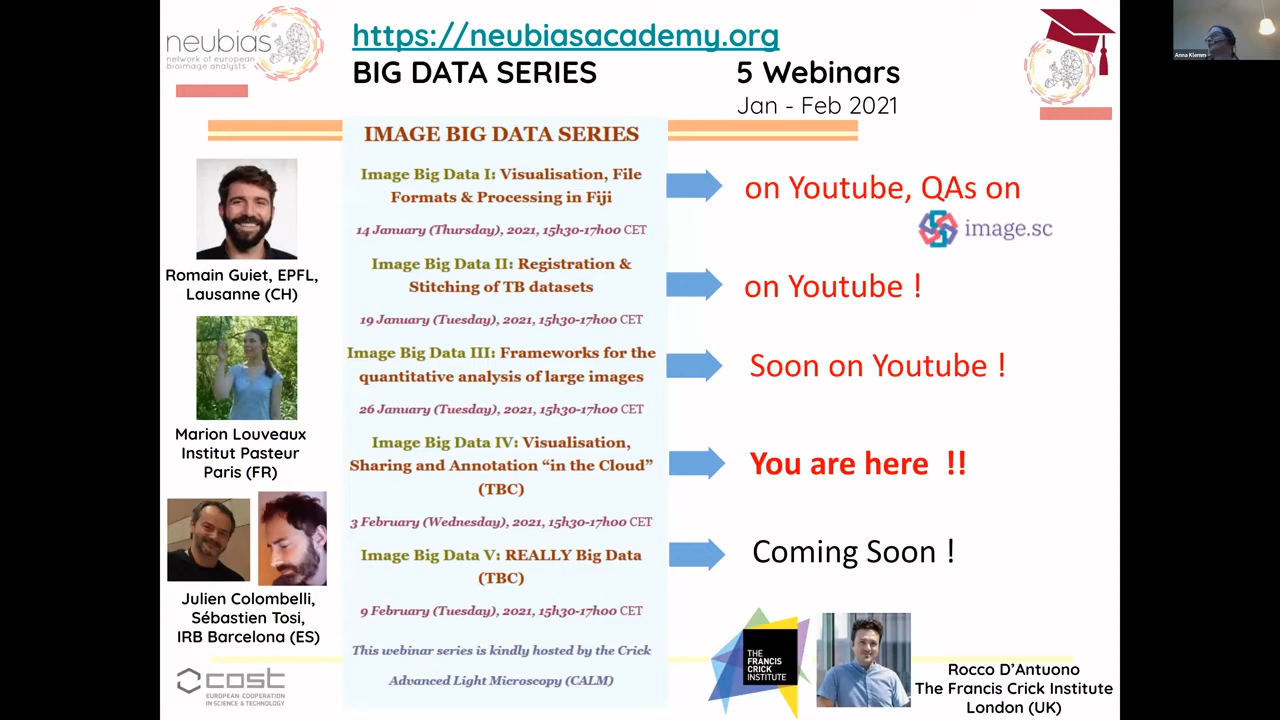 neubias
network of european
bioimage analysts
https://neubiasacademy.org
BIG DATA SERIES
5 Webinars
Jan - Feb 2021
Anna Klemm
IMAGE BIG DATA SERIES
Image Big Data I: Visualisation, File
Formats & Processing in Fiji
14 January (Thursday), 2021, 15h30-17h00 CET
on Youtube, QAs on
image.sc
Image Big Data II: Registration &
Stitching of TB datasets
19 January (Tuesday), 2021, 15h30-17h00 CET
on Youtube !
Image Big Data III: Frameworks for the
quantitative analysis of large images
26 January (Tuesday), 2021, 15h30-17h00 CET
Soon on Youtube !
Image Big Data IV: Visualisation,
Sharing and Annotation “in the Cloud”
(TBC)
3 February (Wednesday), 2021, 15h30-17h00 CET
You are here !!
Image Big Data V: REALLY Big Data
(TBC)
9 February (Tuesday), 2021, 15h30-17h00 CET
Coming Soon !
This webinar series is kindly hosted by the Crick
Advanced Light Microscopy (CALM)
Romain Guiet, EPFL,
Lausanne (CH)
Marion Louveaux
Institut Pasteur
Paris (FR)
Julien Colombelli,
Sébastien Tosi,
IRB Barcelona (ES)
cost
EUROPEAN COOPERATION
IN SCIENCE & TECHNOLOGY
THE
FRANCIS
CRICK
INSTITUTE
Rocco D’Antuono
The Francis Crick Institute
London (UK)